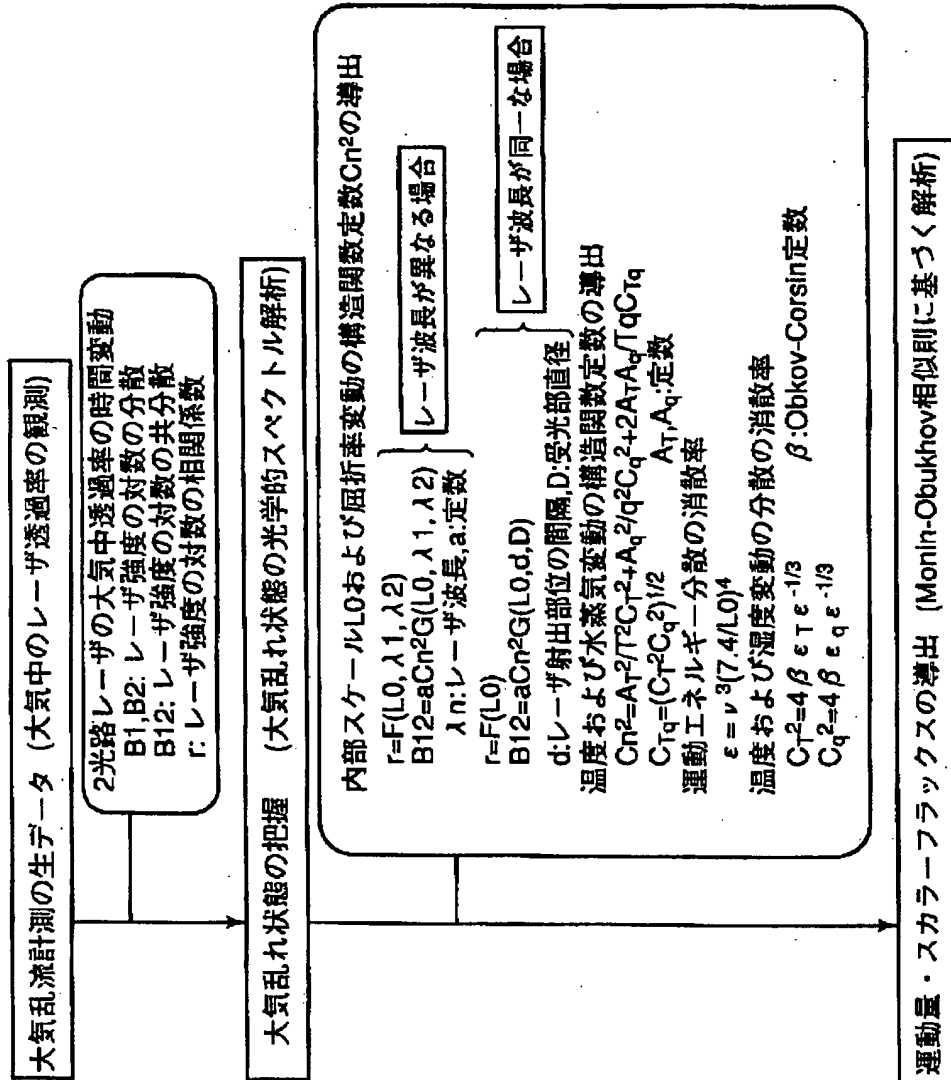 大気乱流計測の生データ (大気中のレーザ透過率の観測)
2光路レーザの大気中透過率の時間変動
B1,B2: レーザ強度の対数の分散
B12: レーザ強度の対数の共分散
r: レーザ強度の対数の相関係数
大気乱れ状態の把握 (大気乱れ状態の光学的スペクトル解析)
内部スケールL0および屈折率変動の構造関数定数Cn²の導出
r=F(L0,λ1,λ2)
B12=aCn²G(L0,λ1,λ2)
λn:レーザ波長,a:定数
レーザ波長が異なる場合
r=F(L0)
B12=aCn²G(L0,d,D)
d:レーザ射出部位の間隔,D:受光部直径
レーザ波長が同一な場合
温度および水蒸気変動の構造関数定数の導出
Cn²=A_T²/T²C_T²+A_q²/q²C_q²+2A_TA_q/TqC_Tq
C_Tq=(C_T²C_q²)^1/2 A_T,A_q:定数
運動エネルギー分散の消散率
ε=ν³(7.4/L0)⁴
温度および湿度変動の分散の消散率
C_T²=4βε_Tε^-1/3 β:Obkov-Corsin定数
C_q²=4βε_qε^-1/3
運動量・スカラーフラックスの導出 (Monin-Obukhov相似則に基づく解析)